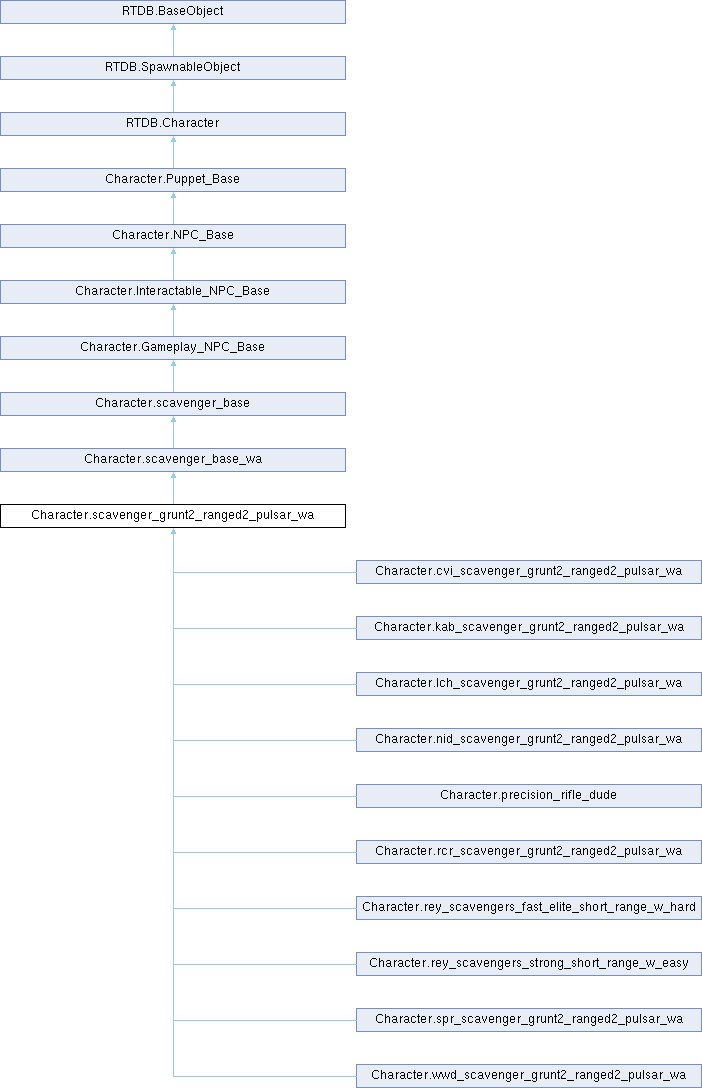 RTDB.BaseObject
RTDB.SpawnableObject
RTDB.Character
Character.Puppet_Base
Character.NPC_Base
Character.Interactable_NPC_Base
Character.Gameplay_NPC_Base
Character.scavenger_base
Character.scavenger_base_wa
Character.scavenger_grunt2_ranged2_pulsar_wa
Character.cvi_scavenger_grunt2_ranged2_pulsar_wa
Character.kab_scavenger_grunt2_ranged2_pulsar_wa
Character.lch_scavenger_grunt2_ranged2_pulsar_wa
Character.nid_scavenger_grunt2_ranged2_pulsar_wa
Character.precision_rifle_dude
Character.rcr_scavenger_grunt2_ranged2_pulsar_wa
Character.rey_scavengers_fast_elite_short_range_w_hard
Character.rey_scavengers_strong_short_range_w_easy
Character.spr_scavenger_grunt2_ranged2_pulsar_wa
Character.wwd_scavenger_grunt2_ranged2_pulsar_wa